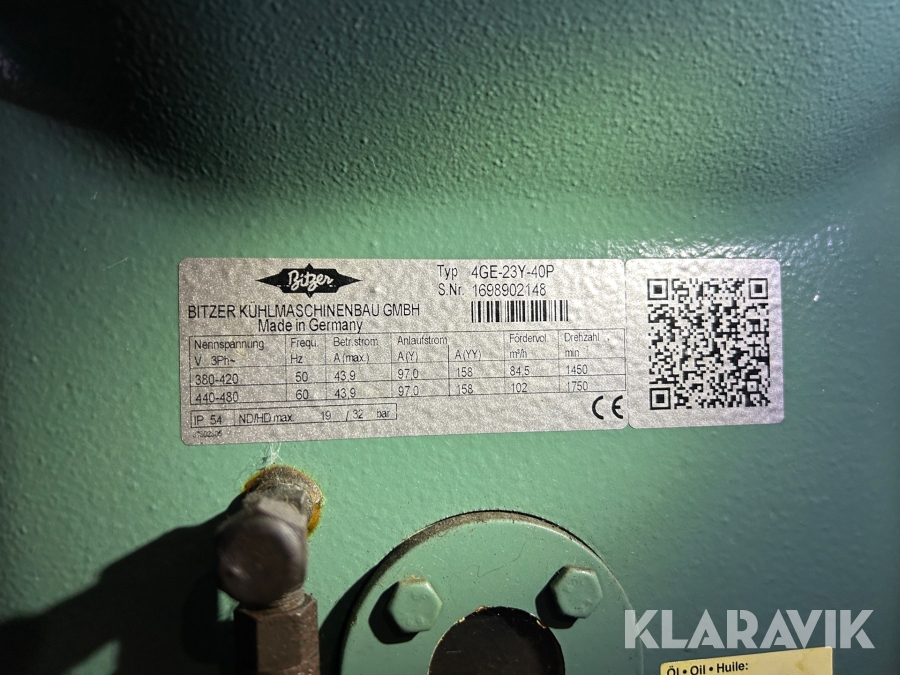 Bitzer
Typ 4GE-23Y-40P
S.Nr. 1698902148
BITZER KÜHLMASCHINENBAU GMBH
Made in Germany
Nennspannung Frequ. Betr.strom Anlaufstrom Fördervol. Drehzahl
V 3Ph~ Hz A (max.) A (Y) A (YY) m³/h min
380-420 50 43,9 97,0 158 84,5 1450
440-480 60 43,9 97,0 158 102 1750
IP 54 ND/HD max. 19 / 32 bar
CE
KLARAVIK
Öl • Oil • Huile: